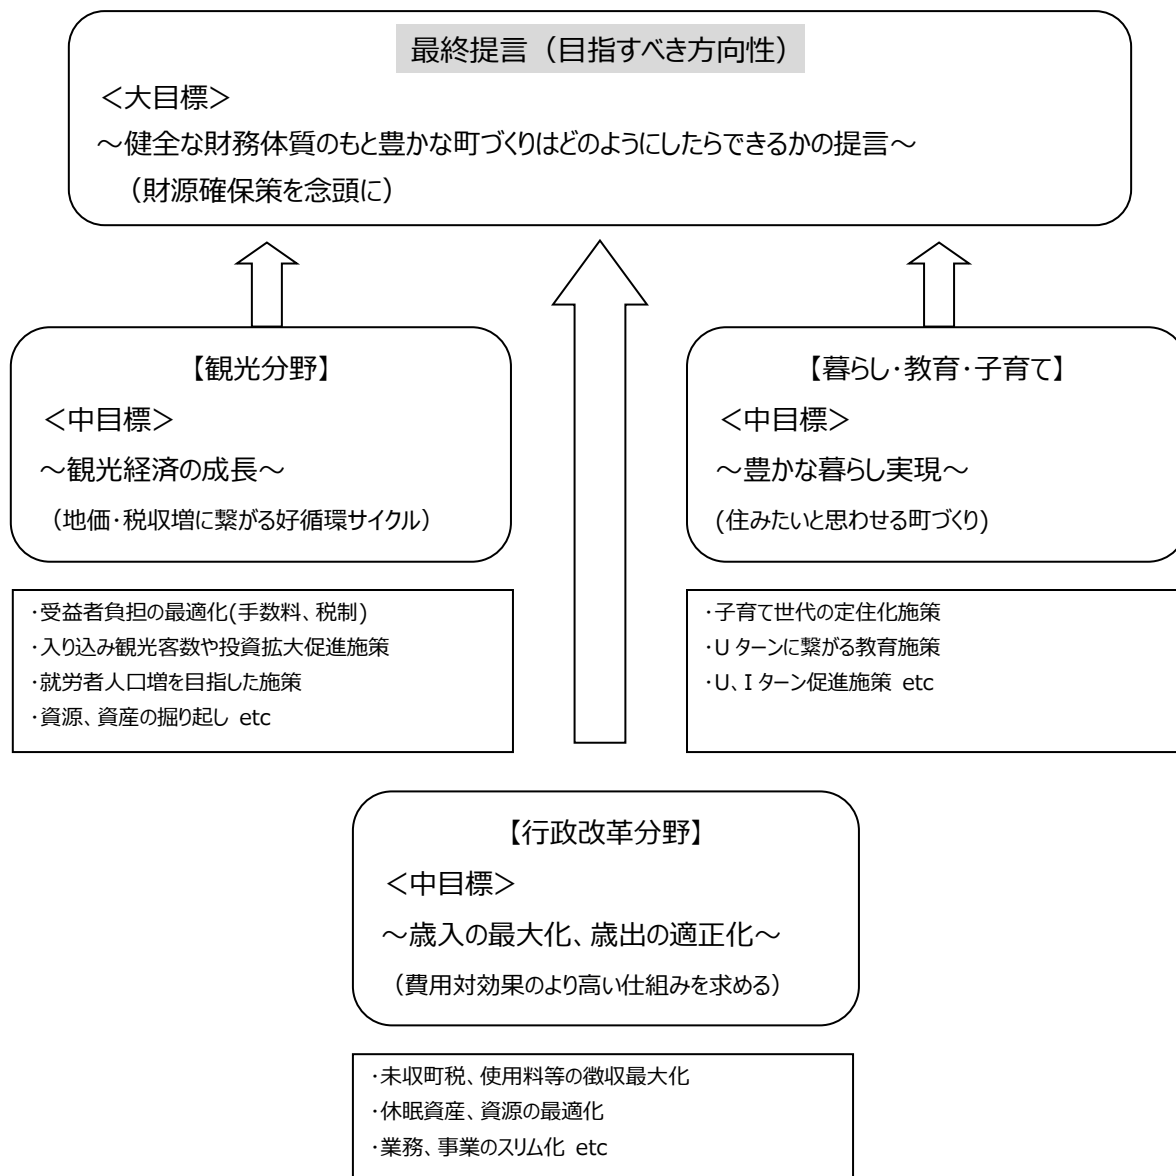 最終提言（目指すべき方向性）
＜大目標＞
～健全な財務体質のもと豊かな町づくりはどのようにしたらできるかの提言～
（財源確保策を念頭に）
【観光分野】
＜中目標＞
～観光経済の成長～
（地価・税収増に繋がる好循環サイクル）
・受益者負担の最適化(手数料、税制)
・入り込み観光客数や投資拡大促進施策
・就労者人口増を目指した施策
・資源、資産の掘り起し etc
【暮らし・教育・子育て】
＜中目標＞
～豊かな暮らし実現～
(住みたいと思わせる町づくり)
・子育て世代の定住化施策
・U ターンに繋がる教育施策
・U、I ターン促進施策 etc
【行政改革分野】
＜中目標＞
～歳入の最大化、歳出の適正化～
（費用対効果のより高い仕組みを求める）
・未収町税、使用料等の徴収最大化
・休眠資産、資源の最適化
・業務、事業のスリム化 etc